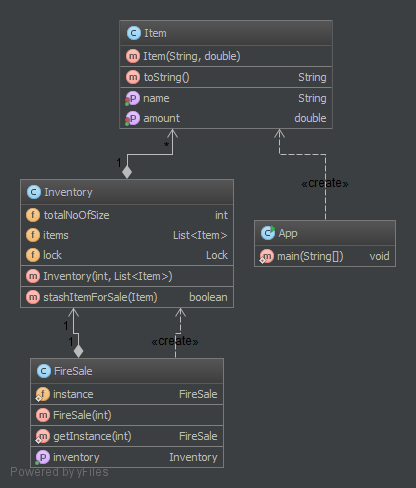 C Item
m Item(String, double)
m toString() String
P name String
P amount double
1 *
«create»
C Inventory
f totalNoOfSize int
f items List<Item>
f lock Lock
m Inventory(int, List<Item>)
m stashItemForSale(Item) boolean
C App
m main(String[]) void
1
1
«create»
C FireSale
f instance FireSale
m FireSale(int)
m getInstance(int) FireSale
P inventory Inventory
Powered by yFiles